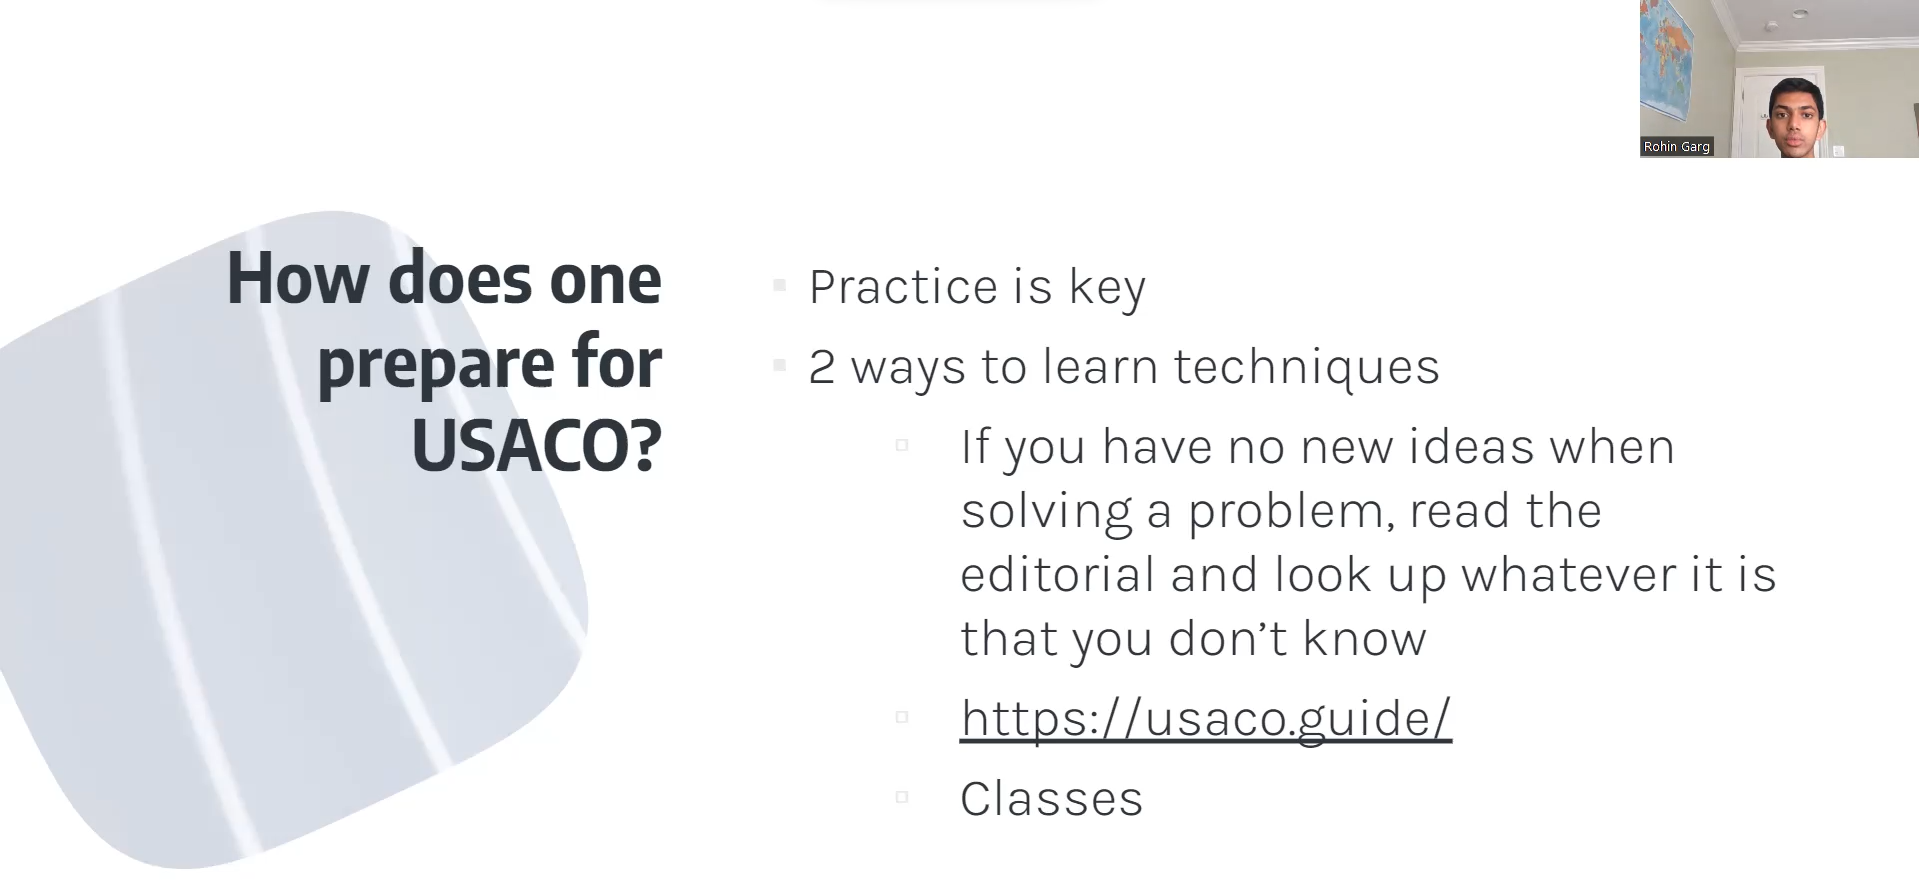 How does one
prepare for
USACO?
Practice is key
2 ways to learn techniques
If you have no new ideas when
solving a problem, read the
editorial and look up whatever it is
that you don’t know
https://usaco.guide/
Classes
Rohin Garg